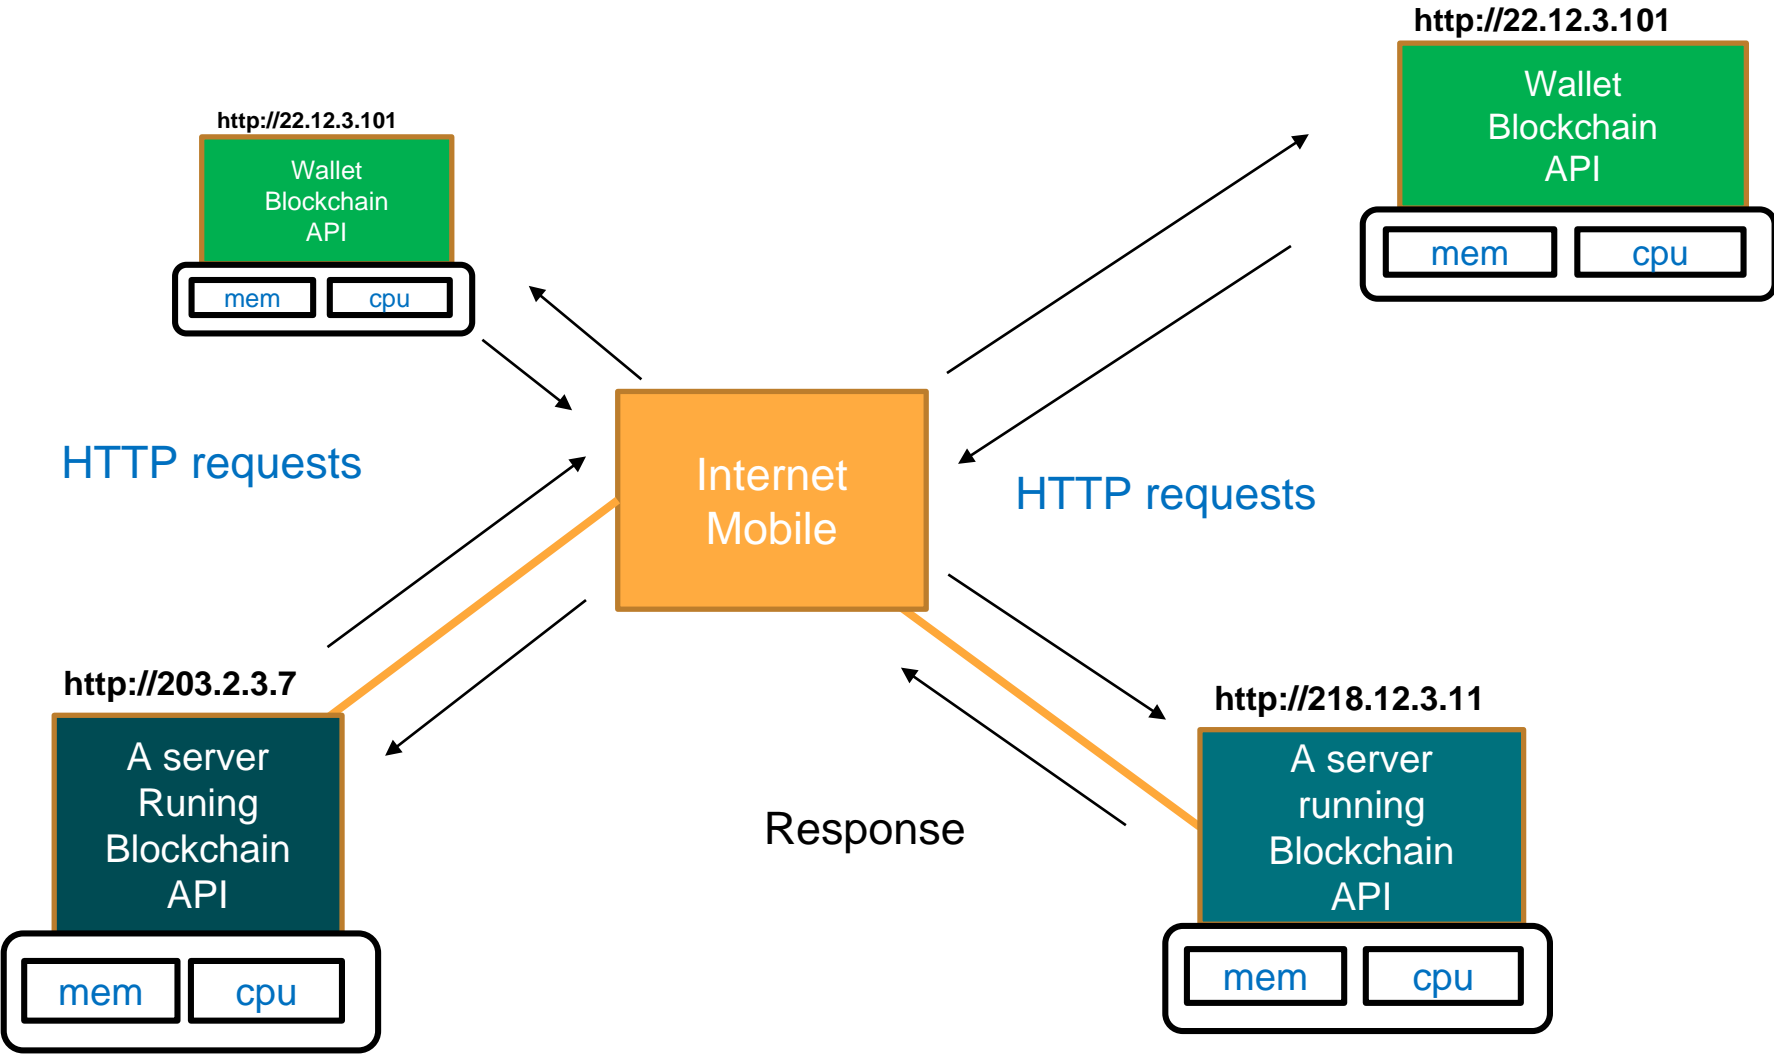 http://22.12.3.101
Wallet
Blockchain
API
mem
cpu
http://22.12.3.101
Wallet
Blockchain
API
mem
cpu
HTTP requests
Internet
Mobile
HTTP requests
http://203.2.3.7
A server
Runing
Blockchain
API
mem
cpu
Response
http://218.12.3.11
A server
running
Blockchain
API
mem
cpu